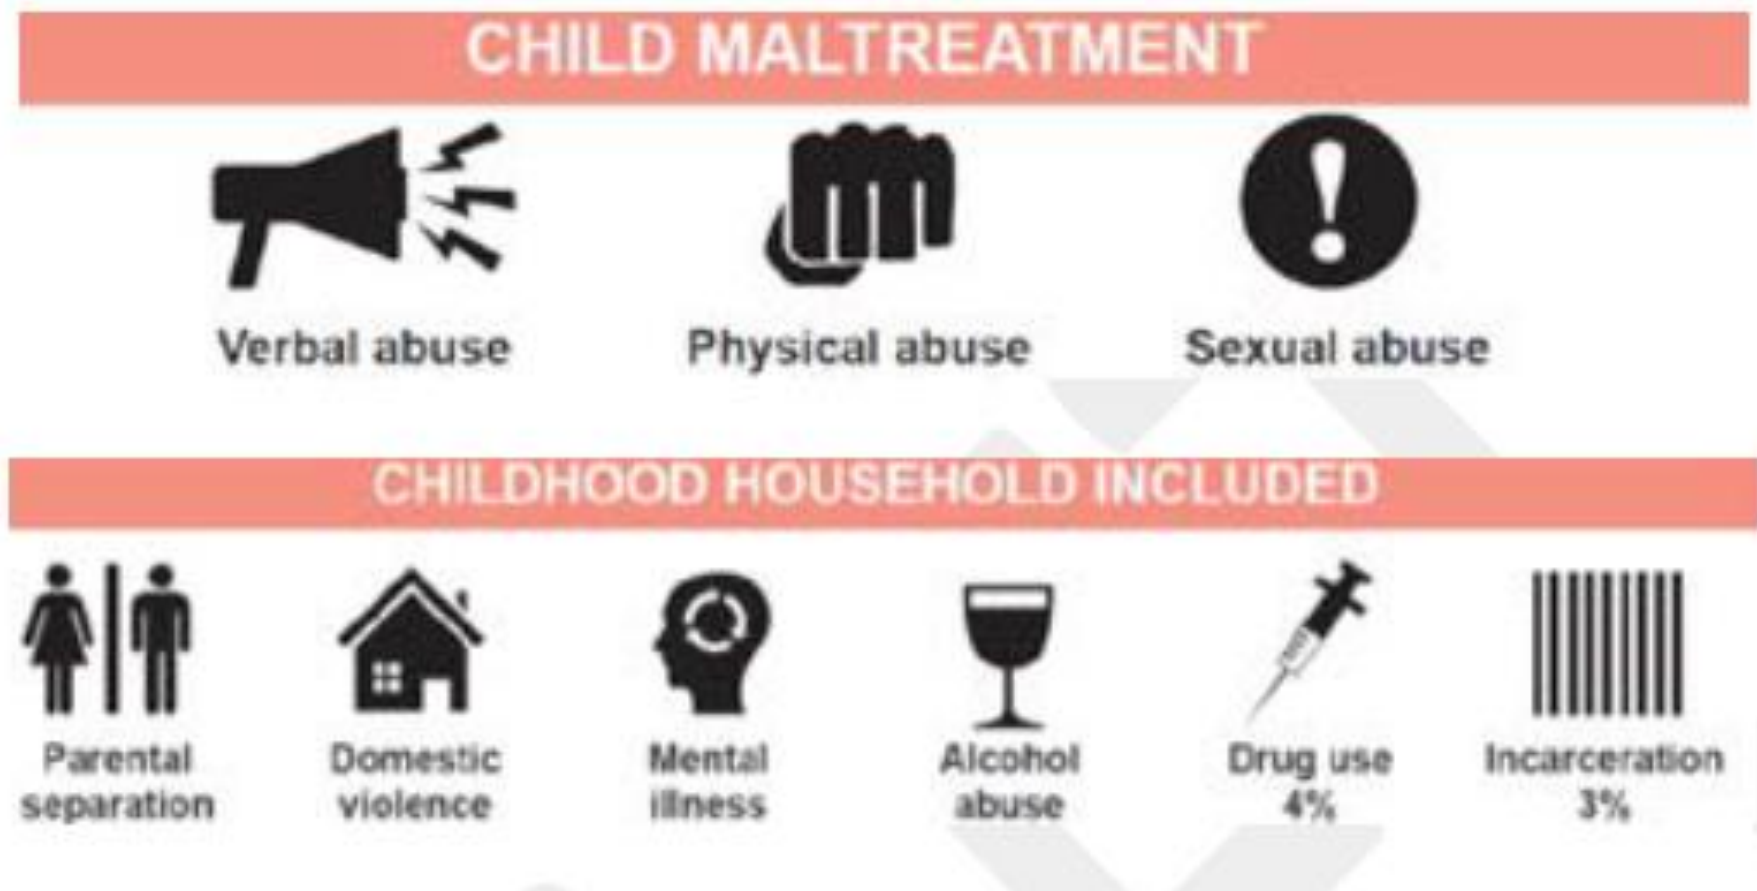 CHILD MALTREATMENT
Verbal abuse
Physical abuse
Sexual abuse
CHILDHOOD HOUSEHOLD INCLUDED
Parental
separation
Domestic
violence
Mental
illness
Alcohol
abuse
Drug use
4%
Incarceration
3%